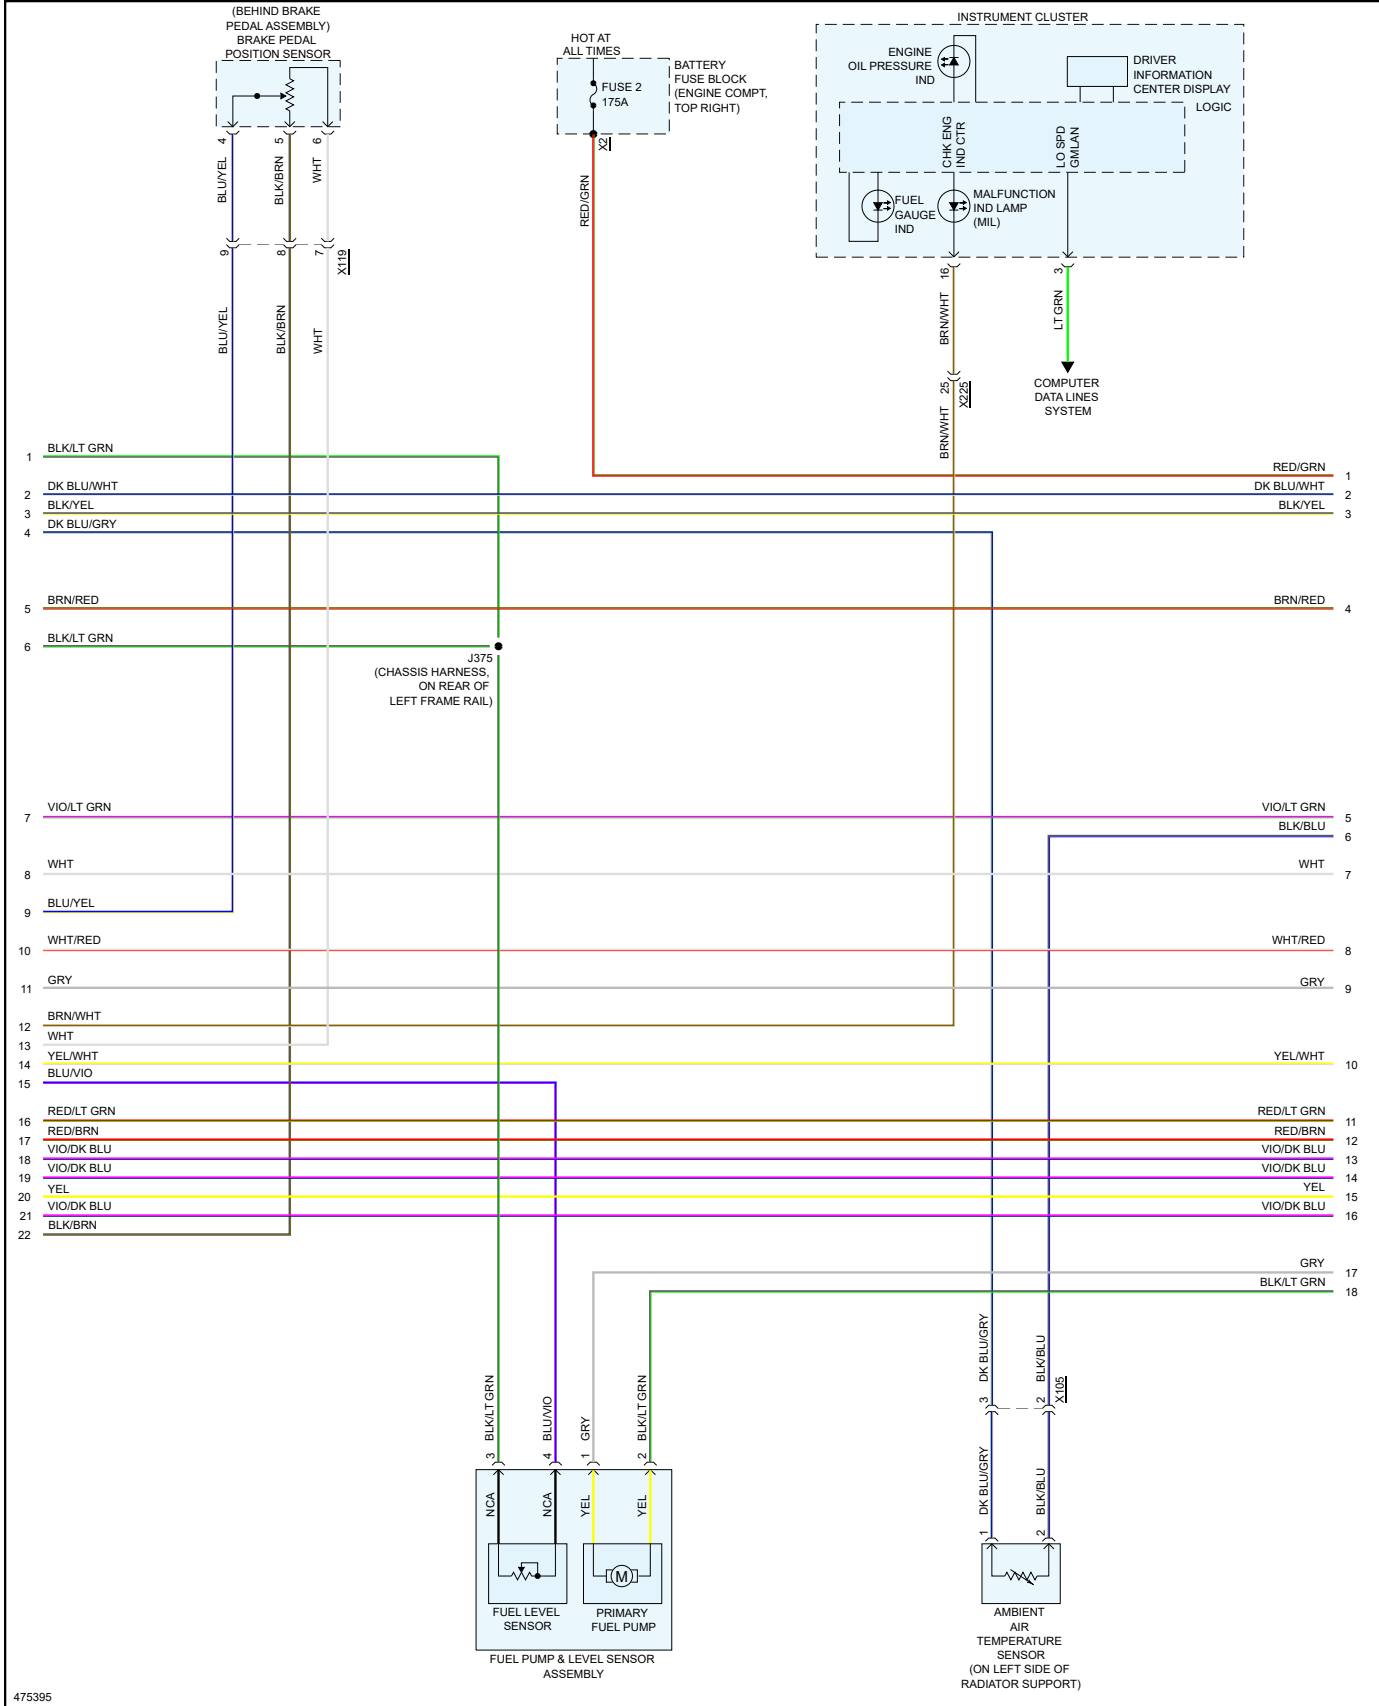 (BEHIND BRAKE
PEDAL ASSEMBLY)
BRAKE PEDAL
POSITION SENSOR
HOT AT
ALL TIMES
FUSE 2
175A
BATTERY
FUSE BLOCK
(ENGINE COMPT,
TOP RIGHT)
X2
RED/GRN
INSTRUMENT CLUSTER
ENGINE
OIL PRESSURE
IND
DRIVER
INFORMATION
CENTER DISPLAY
LOGIC
CHK ENG
IND CTR
LO SPD
GMLAN
FUEL
GAUGE
IND
MALFUNCTION
IND LAMP
(MIL)
4
5
6
BLU/YEL
BLK/BRN
WHT
9
8
7
X119
BLU/YEL
BLK/BRN
WHT
16
3
BRN/WHT
LT GRN
25
X225
BRN/WHT
COMPUTER
DATA LINES
SYSTEM
1 BLK/LT GRN
RED/GRN 1
2 DK BLU/WHT
DK BLU/WHT 2
3 BLK/YEL
BLK/YEL 3
4 DK BLU/GRY
5 BRN/RED
BRN/RED 4
6 BLK/LT GRN
J375
(CHASSIS HARNESS,
ON REAR OF
LEFT FRAME RAIL)
7 VIO/LT GRN
VIO/LT GRN 5
BLK/BLU 6
8 WHT
WHT 7
9 BLU/YEL
10 WHT/RED
WHT/RED 8
11 GRY
GRY 9
12 BRN/WHT
13 WHT
14 YEL/WHT
YEL/WHT 10
15 BLU/VIO
16 RED/LT GRN
RED/LT GRN 11
17 RED/BRN
RED/BRN 12
18 VIO/DK BLU
VIO/DK BLU 13
19 VIO/DK BLU
VIO/DK BLU 14
20 YEL
YEL 15
21 VIO/DK BLU
VIO/DK BLU 16
22 BLK/BRN
GRY 17
BLK/LT GRN 18
BLK/LT GRN
BLU/VIO
GRY
BLK/LT GRN
3
4
1
2
NCA
NCA
YEL
YEL
M
FUEL LEVEL
SENSOR
PRIMARY
FUEL PUMP
FUEL PUMP & LEVEL SENSOR
ASSEMBLY
DK BLU/GRY
BLK/BLU
3
2
X105
DK BLU/GRY
BLK/BLU
1
2
AMBIENT
AIR
TEMPERATURE
SENSOR
(ON LEFT SIDE OF
RADIATOR SUPPORT)
475395